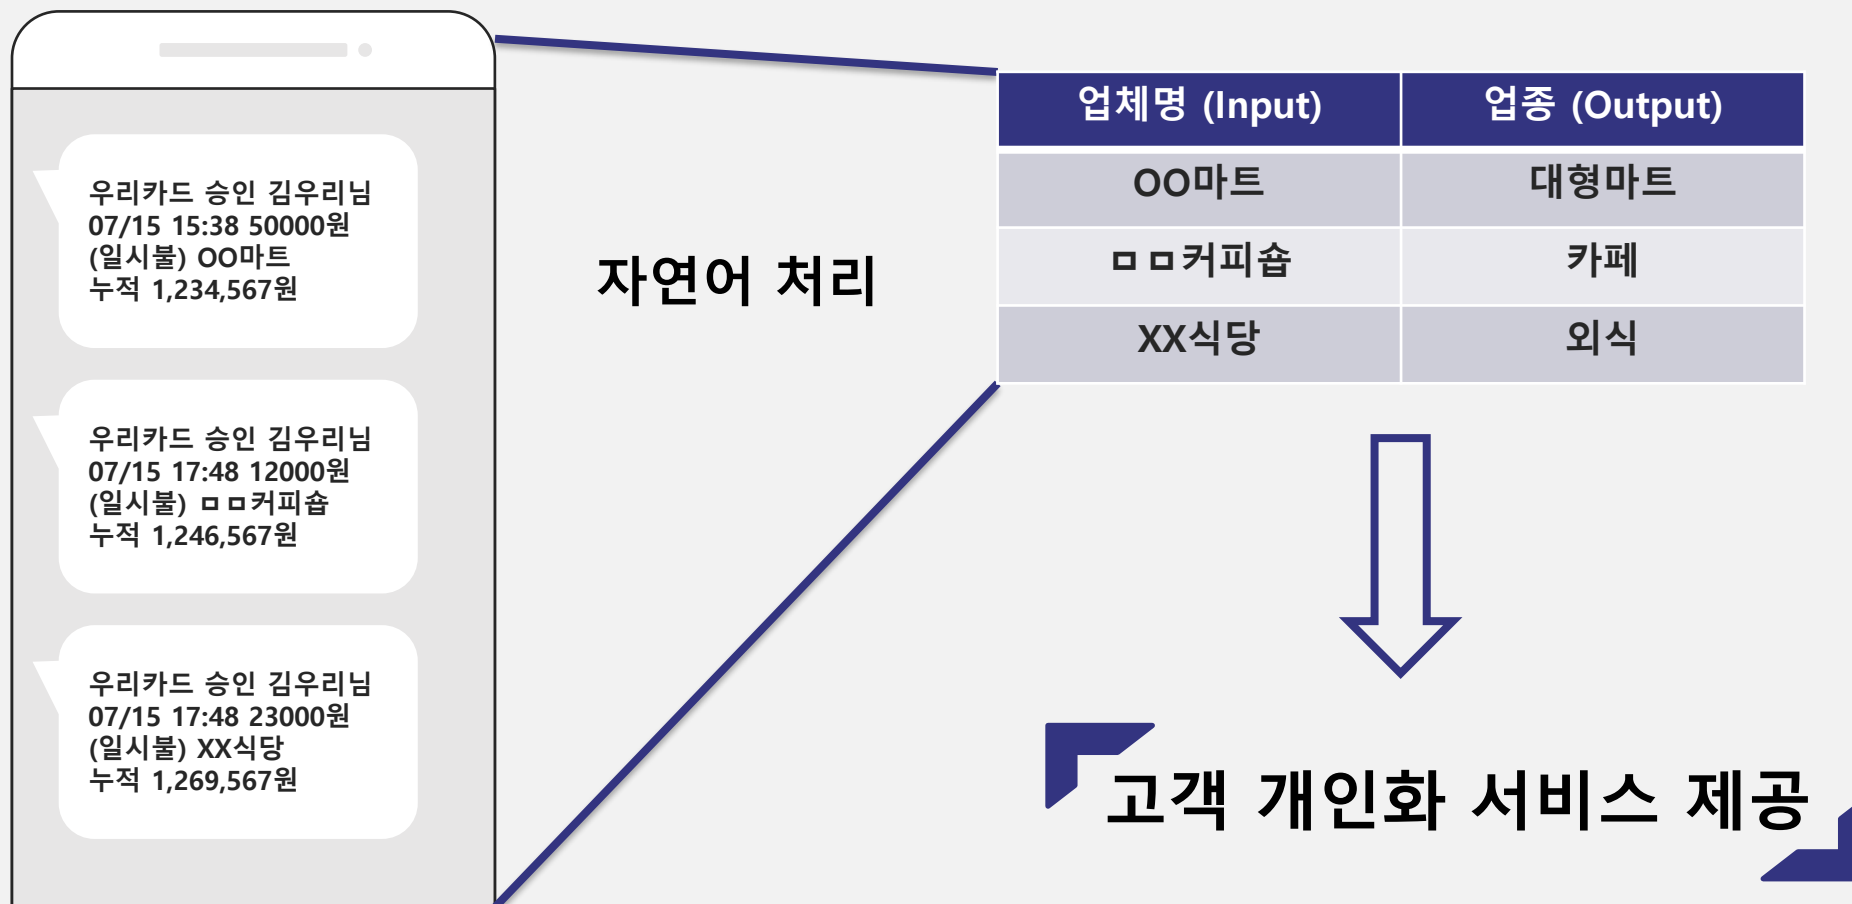 우리카드 승인 김우리님
07/15 15:38 50000원
(일시불) OO마트
누적 1,234,567원
우리카드 승인 김우리님
07/15 17:48 12000원
(일시불) ㅁㅁ커피숍
누적 1,246,567원
우리카드 승인 김우리님
07/15 17:48 23000원
(일시불) XX식당
누적 1,269,567원
자연어 처리
업체명 (Input) 업종 (Output)
OO마트 대형마트
ㅁㅁ커피숍 카페
XX식당 외식
고객 개인화 서비스 제공